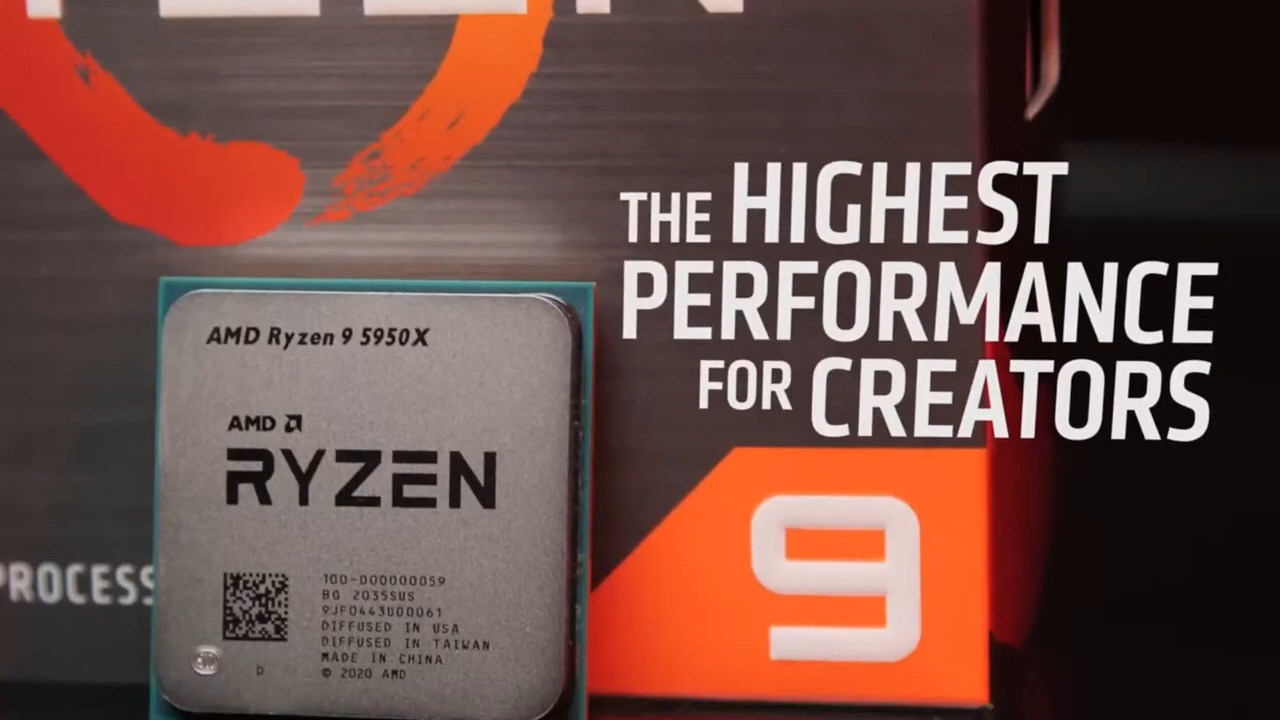 RYZEN
THE HIGHEST
PERFORMANCE
FOR CREATORS
AMD Ryzen 9 5950X
AMD
RYZEN
9
PROCESS
100-000000059
BG 2035SUS
9JF0443U00061
DIFFUSED IN USA
DIFFUSED IN TAIWAN
MADE IN CHINA
© 2020 AMD
D